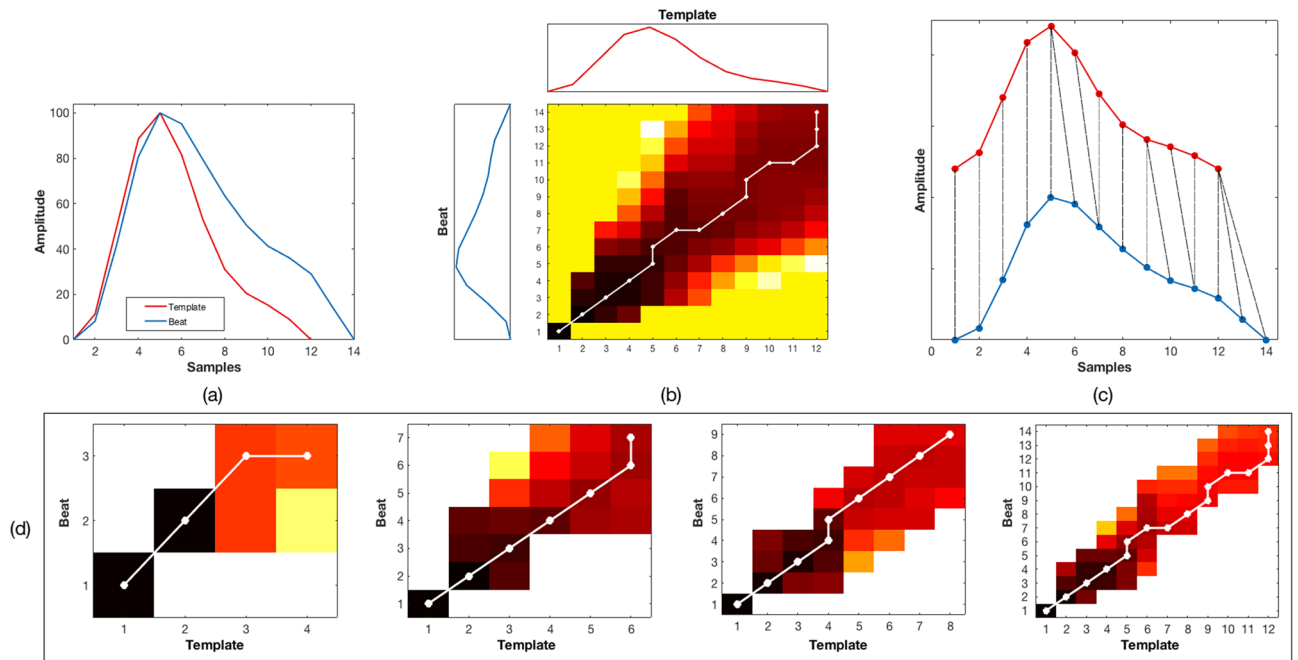 Template
Amplitude
100
80
60
40
20
0
Template
Beat
2 4 6 8 10 12 14
Samples
(a)
Beat
14
13
12
11
10
9
8
7
6
5
4
3
2
1
1 2 3 4 5 6 7 8 9 10 11 12
(b)
Amplitude
0 2 4 6 8 10 12 14
Samples
(c)
(d)
Beat
3
2
1
1 2 3 4
Template
Beat
7
6
5
4
3
2
1
1 2 3 4 5 6
Template
Beat
9
8
7
6
5
4
3
2
1
1 2 3 4 5 6 7 8
Template
Beat
14
13
12
11
10
9
8
7
6
5
4
3
2
1
1 2 3 4 5 6 7 8 9 10 11 12
Template